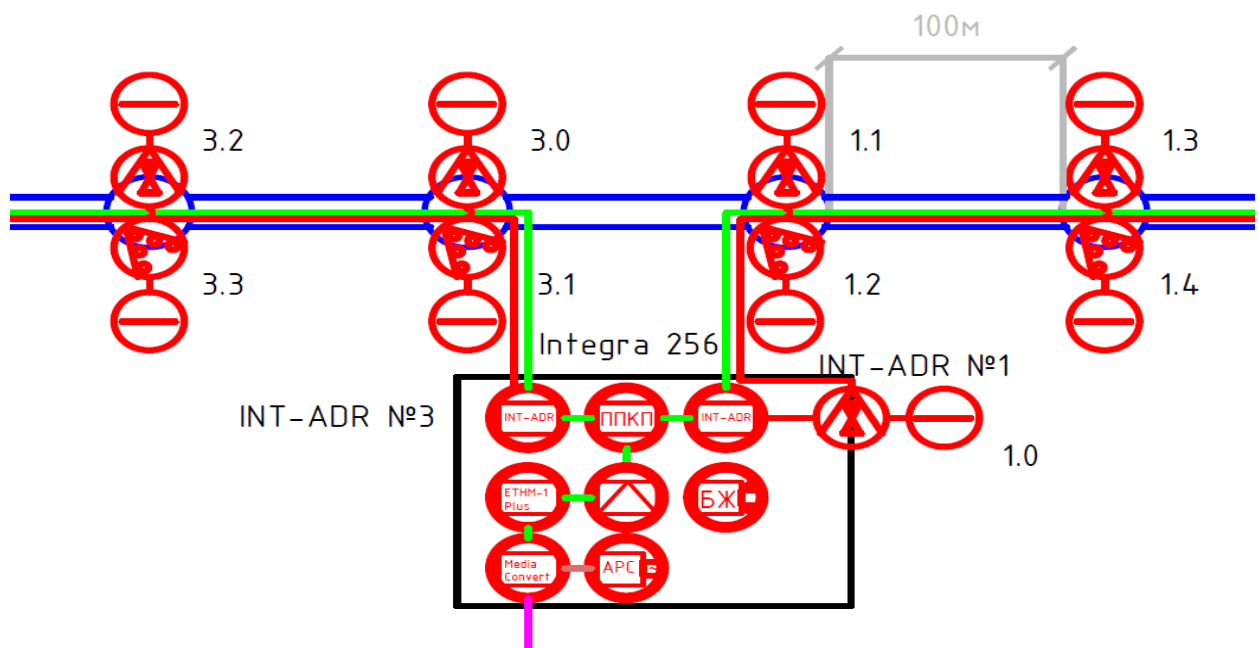 100м
3.2
3.0
1.1
1.3
3.3
3.1
1.2
1.4
Integra 256
INT-ADR №1
INT-ADR №3
INT-ADR
ППКП
INT-ADR
1.0
ETHM-1
Plus
БЖ
Media
Convert
АРС